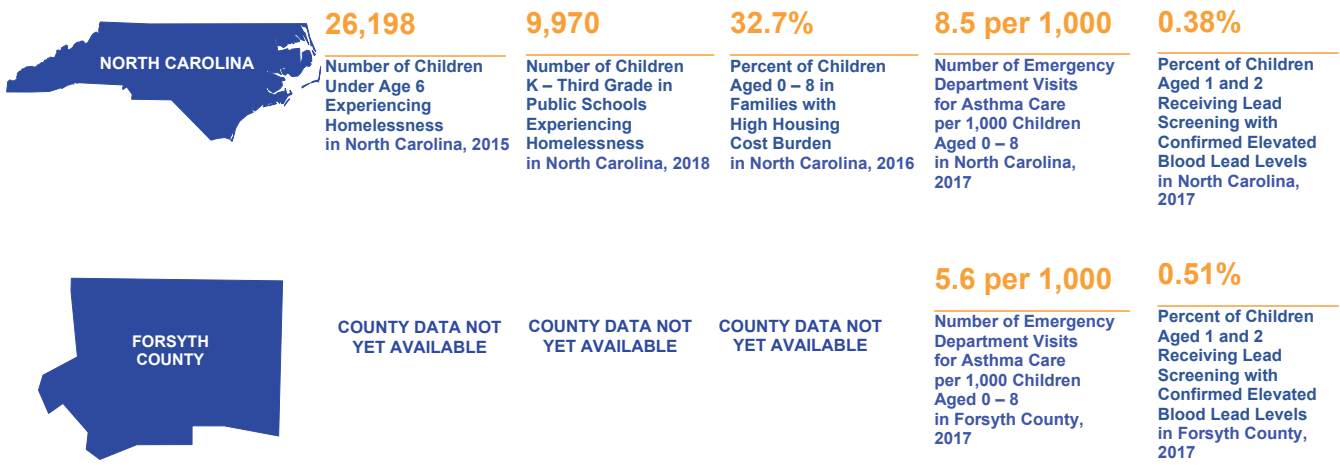 NORTH CAROLINA
26,198
Number of Children
Under Age 6
Experiencing
Homelessness
in North Carolina, 2015
9,970
Number of Children
K – Third Grade in
Public Schools
Experiencing
Homelessness
in North Carolina, 2018
32.7%
Percent of Children
Aged 0 – 8 in
Families with
High Housing
Cost Burden
in North Carolina, 2016
8.5 per 1,000
Number of Emergency
Department Visits
for Asthma Care
per 1,000 Children
Aged 0 – 8
in North Carolina,
2017
0.38%
Percent of Children
Aged 1 and 2
Receiving Lead
Screening with
Confirmed Elevated
Blood Lead Levels
in North Carolina,
2017
FORSYTH
COUNTY
COUNTY DATA NOT
YET AVAILABLE
COUNTY DATA NOT
YET AVAILABLE
COUNTY DATA NOT
YET AVAILABLE
5.6 per 1,000
Number of Emergency
Department Visits
for Asthma Care
per 1,000 Children
Aged 0 – 8
in Forsyth County,
2017
0.51%
Percent of Children
Aged 1 and 2
Receiving Lead
Screening with
Confirmed Elevated
Blood Lead Levels
in Forsyth County,
2017